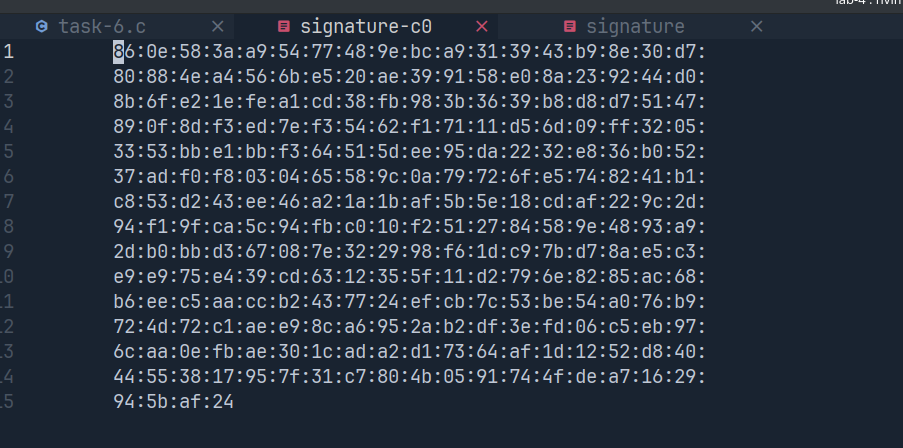 lab-4 : nvim
task-6.c signature-c0 signature
1 86:0e:58:3a:a9:54:77:48:9e:bc:a9:31:39:43:b9:8e:30:d7:
2 80:88:4e:a4:56:6b:e5:20:ae:39:91:58:e0:8a:23:92:44:d0:
3 8b:6f:e2:1e:fe:a1:cd:38:fb:98:3b:36:39:b8:d8:d7:51:47:
4 89:0f:8d:f3:ed:7e:f3:54:62:f1:71:11:d5:6d:09:ff:32:05:
5 33:53:bb:e1:bb:f3:64:51:5d:ee:95:da:22:32:e8:36:b0:52:
6 37:ad:f0:f8:03:04:65:58:9c:0a:79:72:6f:e5:74:82:41:b1:
7 c8:53:d2:43:ee:46:a2:1a:1b:af:5b:5e:18:cd:af:22:9c:2d:
8 94:f1:9f:ca:5c:94:fb:c0:10:f2:51:27:84:58:9e:48:93:a9:
9 2d:b0:bb:d3:67:08:7e:32:29:98:f6:1d:c9:7b:d7:8a:e5:c3:
10 e9:e9:75:e4:39:cd:63:12:35:5f:11:d2:79:6e:82:85:ac:68:
11 b6:ee:c5:aa:cc:b2:43:77:24:ef:cb:7c:53:be:54:a0:76:b9:
12 72:4d:72:c1:ae:e9:8c:a6:95:2a:b2:df:3e:fd:06:c5:eb:97:
13 6c:aa:0e:fb:ae:30:1c:ad:a2:d1:73:64:af:1d:12:52:d8:40:
14 44:55:38:17:95:7f:31:c7:80:4b:05:91:74:4f:de:a7:16:29:
15 94:5b:af:24